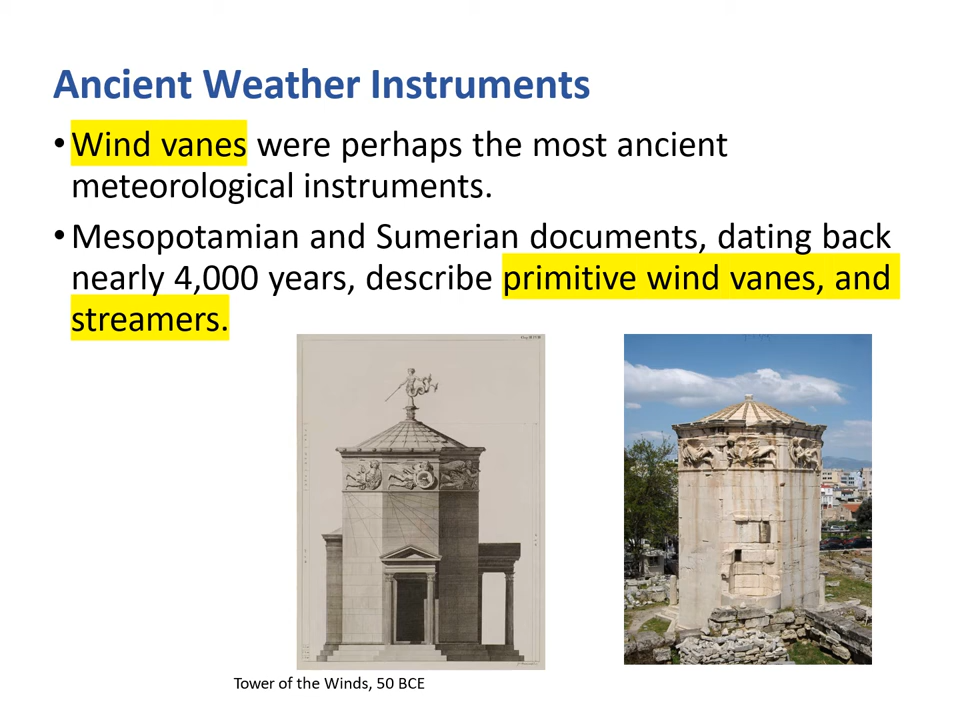 Ancient Weather Instruments
•Wind vanes were perhaps the most ancient
meteorological instruments.
•Mesopotamian and Sumerian documents, dating back
nearly 4,000 years, describe primitive wind vanes, and
streamers.
Tower of the Winds, 50 BCE